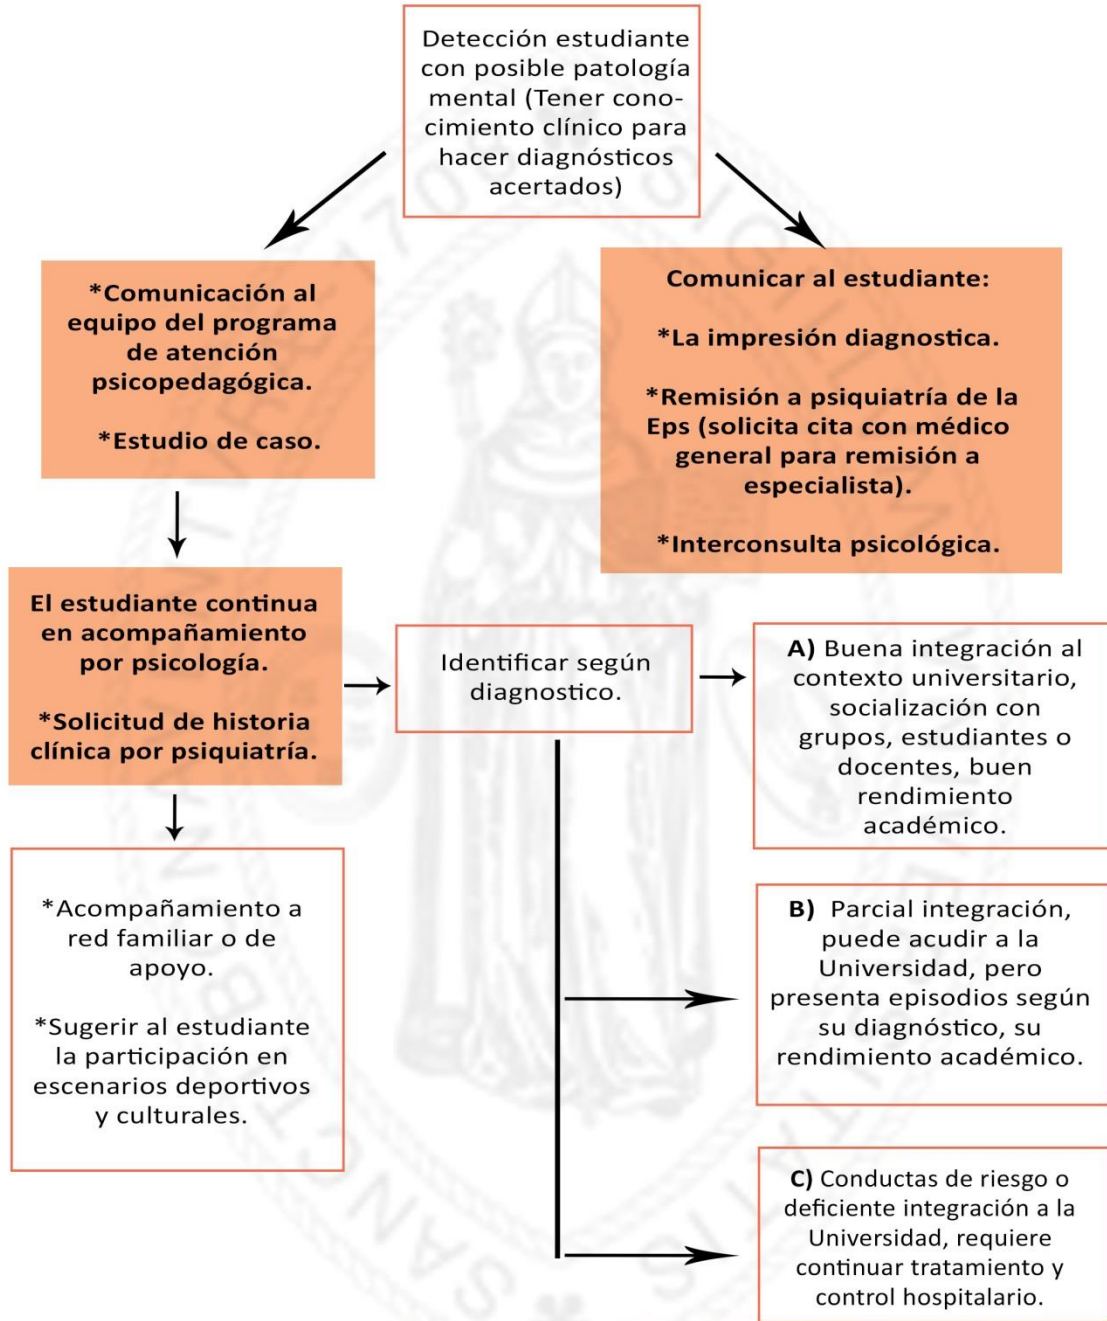 Detección estudiante
con posible patología
mental (Tener cono-
cimiento clínico para
hacer diagnósticos
acertados)
*Comunicación al
equipo del programa
de atención
psicopedagógica.
*Estudio de caso.
Comunicar al estudiante:
*La impresión diagnostica.
*Remisión a psiquiatría de la
Eps (solicita cita con médico
general para remisión a
especialista).
*Interconsulta psicológica.
El estudiante continua
en acompañamiento
por psicología.
*Solicitud de historia
clínica por psiquiatría.
Identificar según
diagnostico.
A) Buena integración al
contexto universitario,
socialización con
grupos, estudiantes o
docentes, buen
rendimiento
académico.
*Acompañamiento a
red familiar o de
apoyo.
*Sugerir al estudiante
la participación en
escenarios deportivos
y culturales.
B) Parcial integración,
puede acudir a la
Universidad, pero
presenta episodios según
su diagnóstico, su
rendimiento académico.
C) Conductas de riesgo o
deficiente integración a la
Universidad, requiere
continuar tratamiento y
control hospitalario.